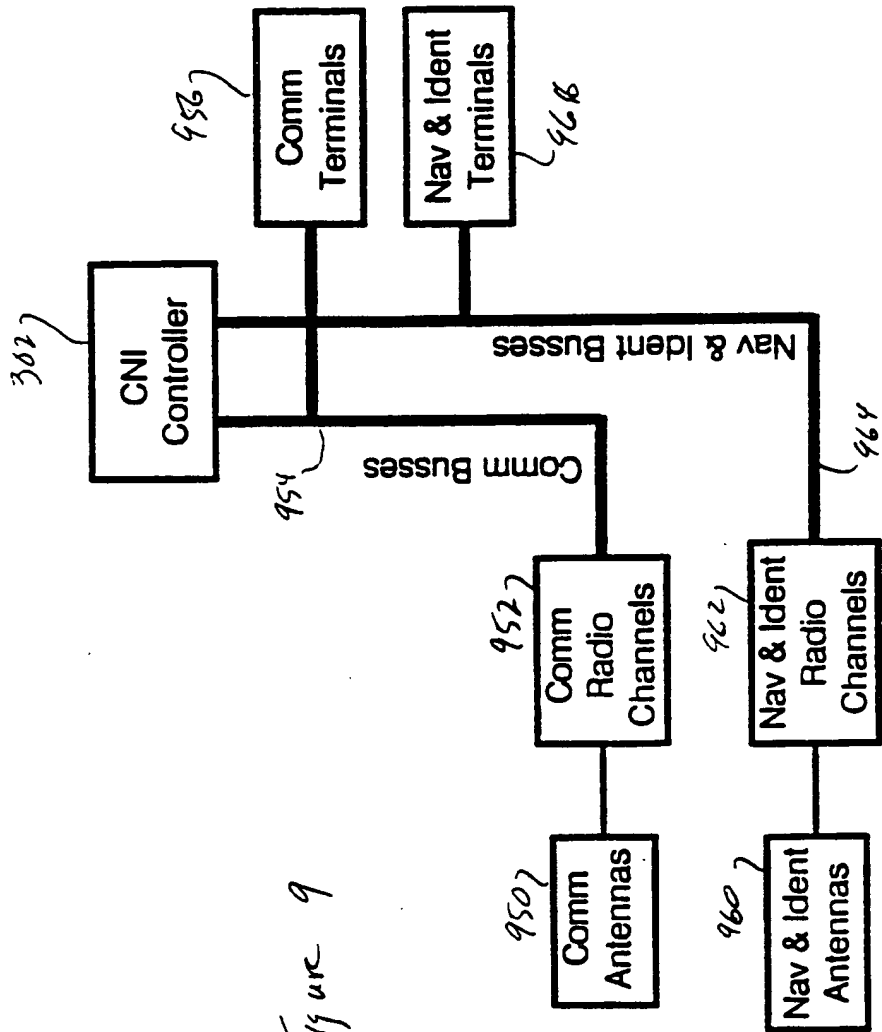 302
CNI
Controller
956
Comm
Terminals
Nav & Ident
Terminals
954
Comm Busses
Nav & Ident Busses
964
952
Comm
Radio
Channels
962
Nav & Ident
Radio
Channels
950
Comm
Antennas
960
Nav & Ident
Antennas
Figure 9